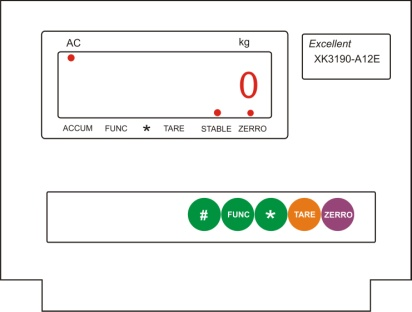 AC kg
0
ACCUM FUNC * TARE STABLE ZERRO
Excellent
XK3190-A12E
# FUNC * TARE ZERRO